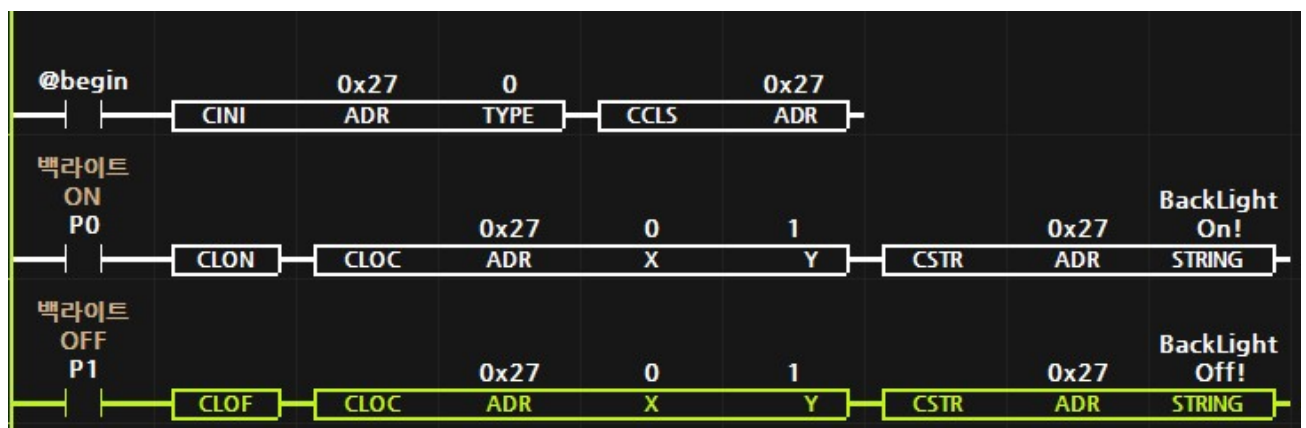 @begin 0x27 0 0x27
CINI ADR TYPE CCLS ADR
백라이트
ON BackLight
P0 0x27 0 1 0x27 On!
CLON CLOC ADR X Y CSTR ADR STRING
백라이트
OFF BackLight
P1 0x27 0 1 0x27 Off!
CLOF CLOC ADR X Y CSTR ADR STRING